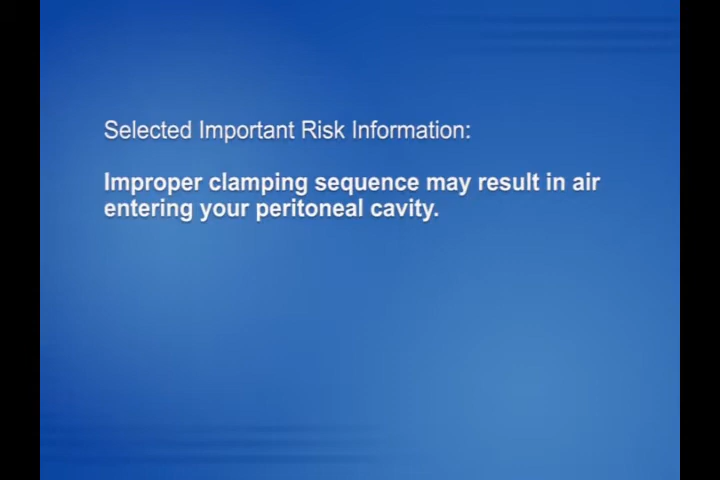 Selected Important Risk Information:
Improper clamping sequence may result in air
entering your peritoneal cavity.